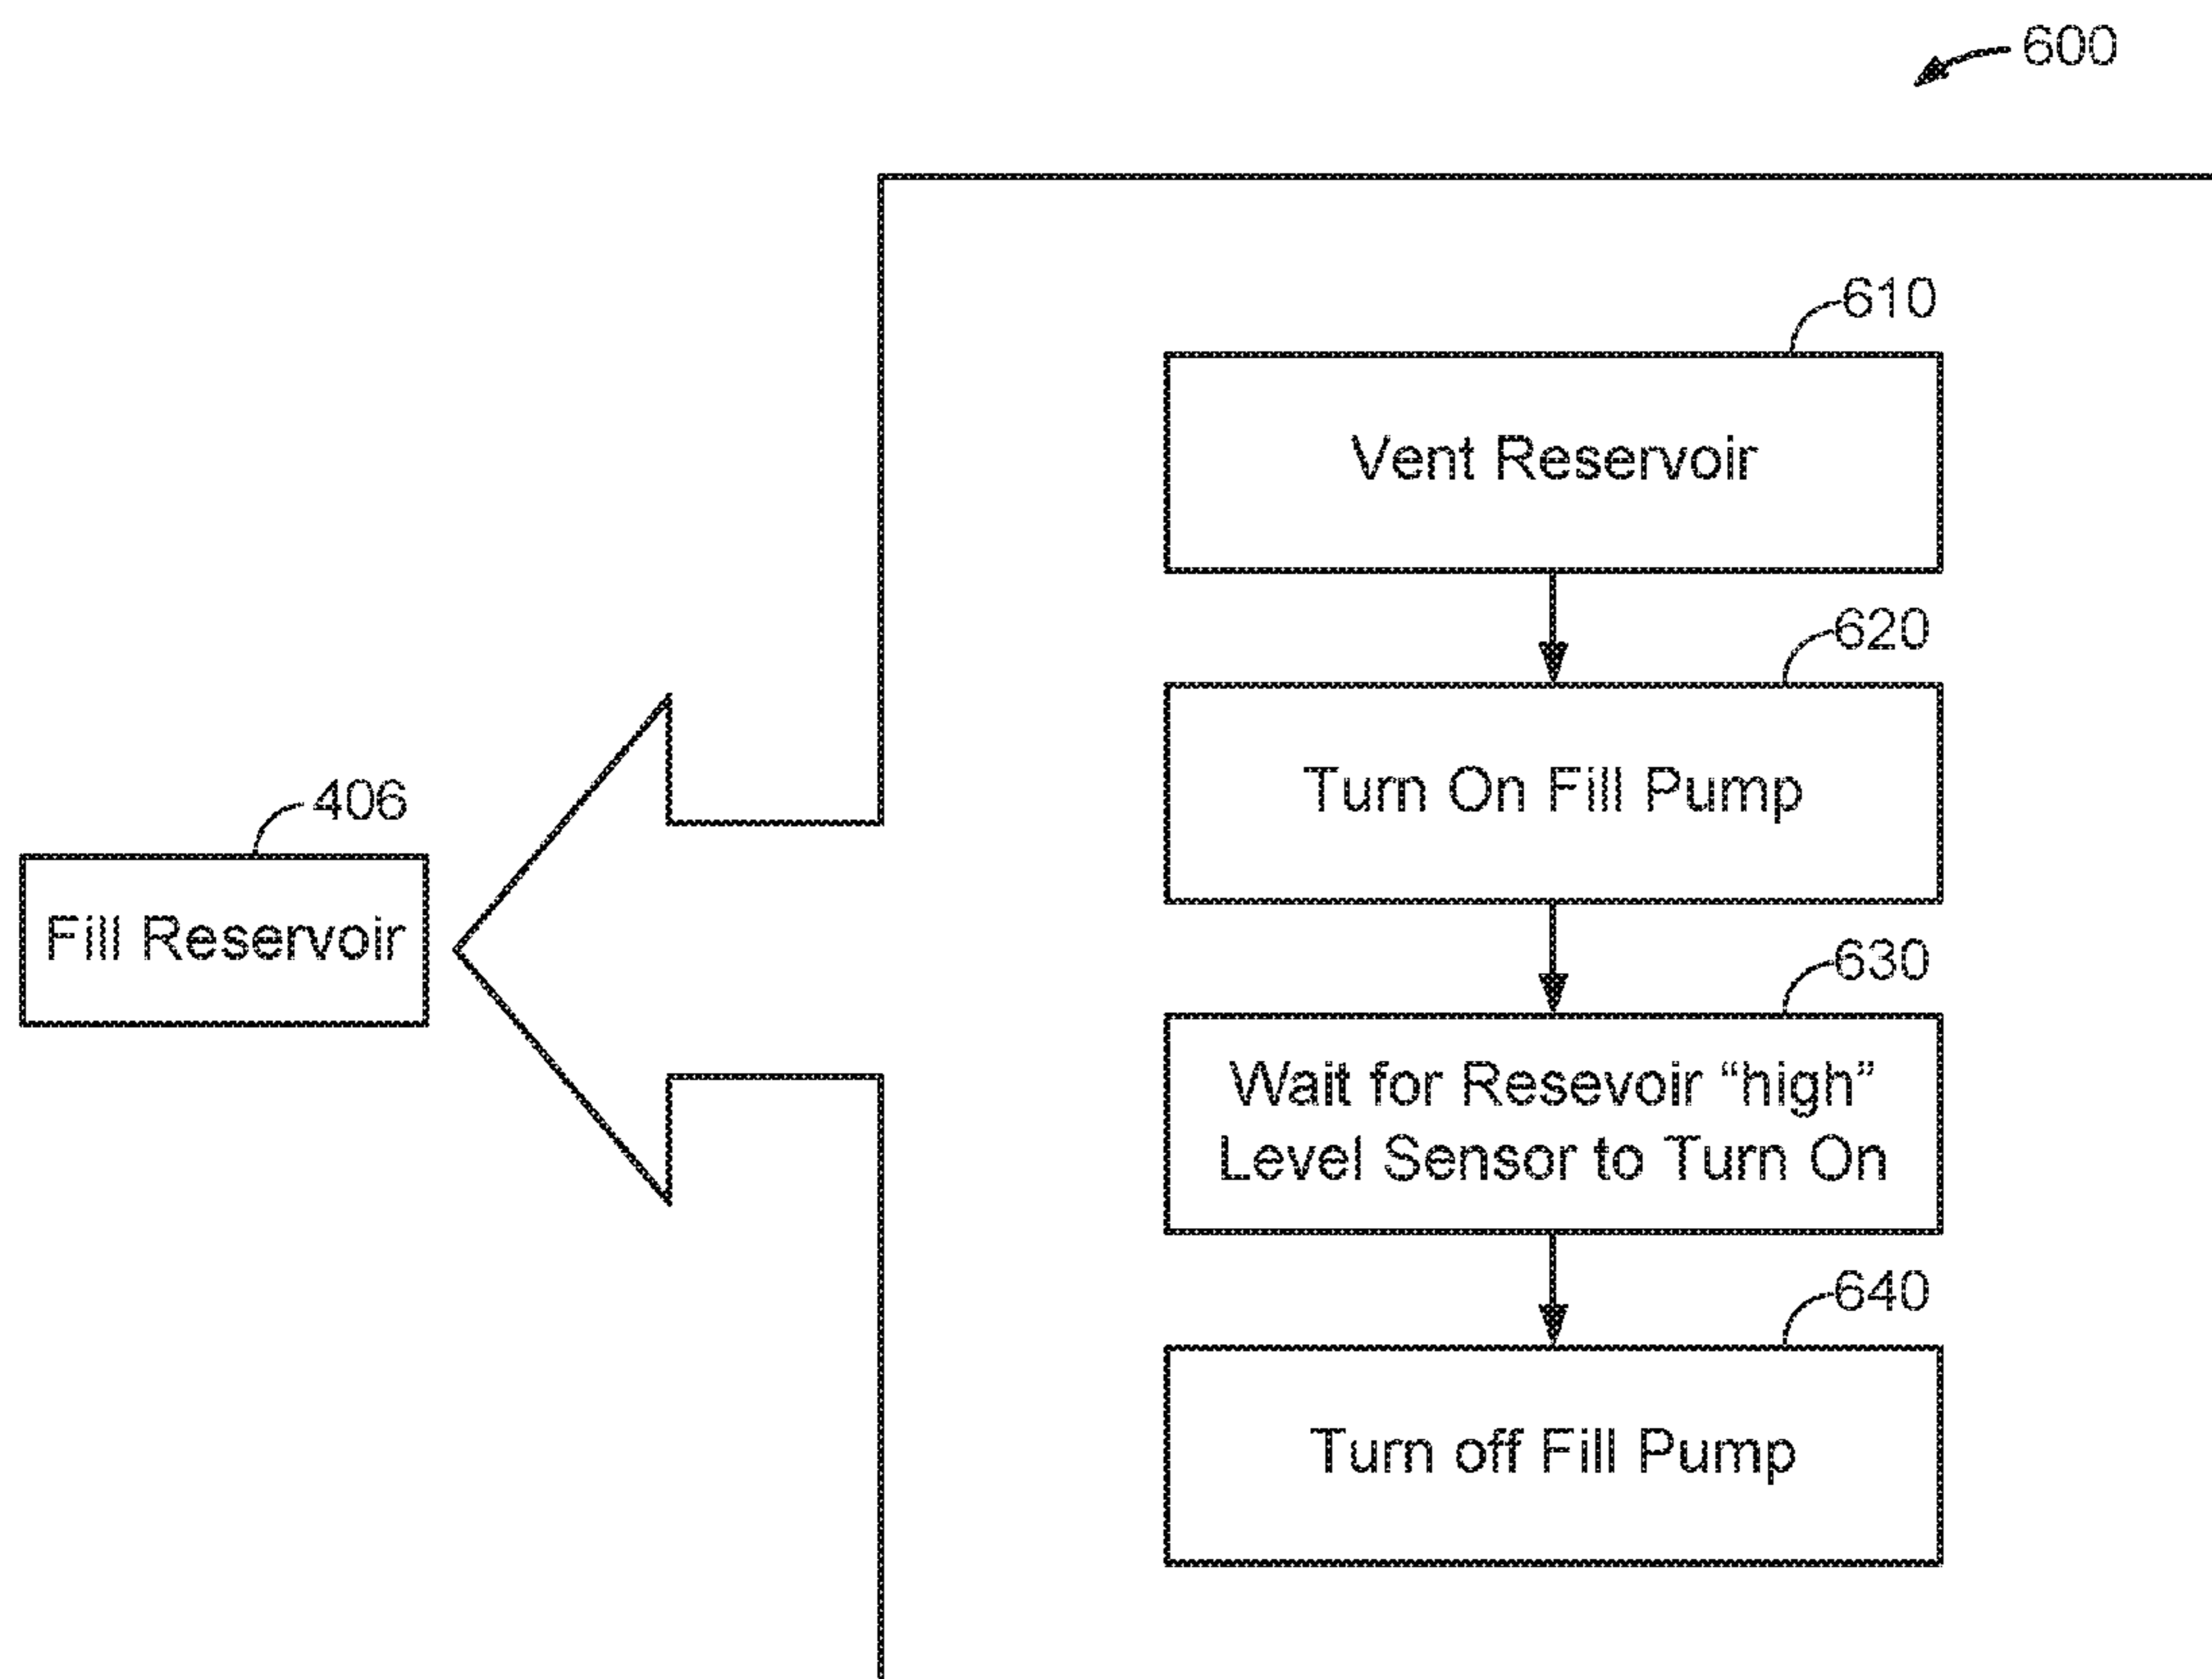 600
610
Vent Reservoir
620
Turn On Fill Pump
406
Fill Reservoir
630
Wait for Resevoir “high”
Level Sensor to Turn On
640
Turn off Fill Pump